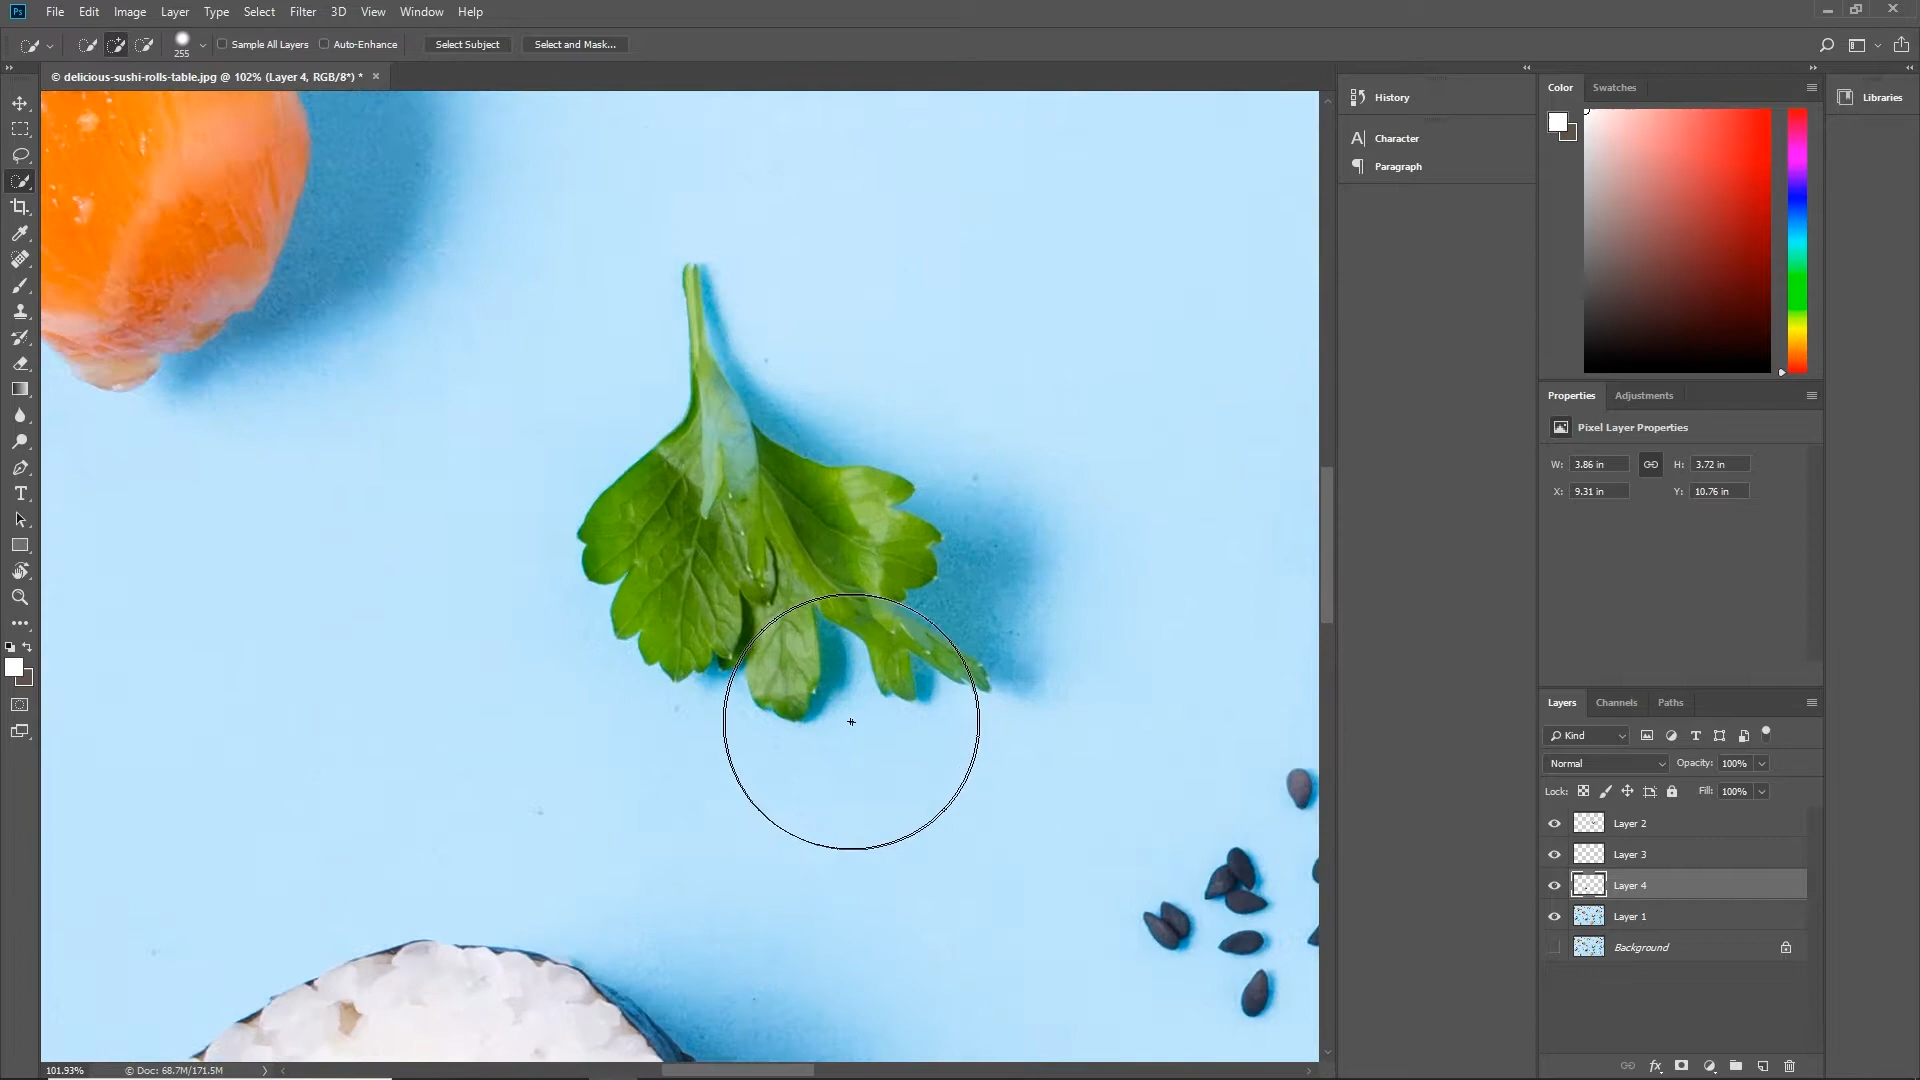 Ps File Edit Image Layer Type Select Filter 3D View Window Help
255 Sample All Layers Auto-Enhance Select Subject Select and Mask...
© delicious-sushi-rolls-table.jpg @ 102% (Layer 4, RGB/8*) * ×
History
Character
Paragraph
Color Swatches
Libraries
Properties Adjustments
Pixel Layer Properties
W: 3.86 in H: 3.72 in
X: 9.31 in Y: 10.76 in
Layers Channels Paths
Kind
Normal Opacity: 100%
Lock: Fill: 100%
Layer 2
Layer 3
Layer 4
Layer 1
Background
101.93% © Doc: 68.7M/171.5M